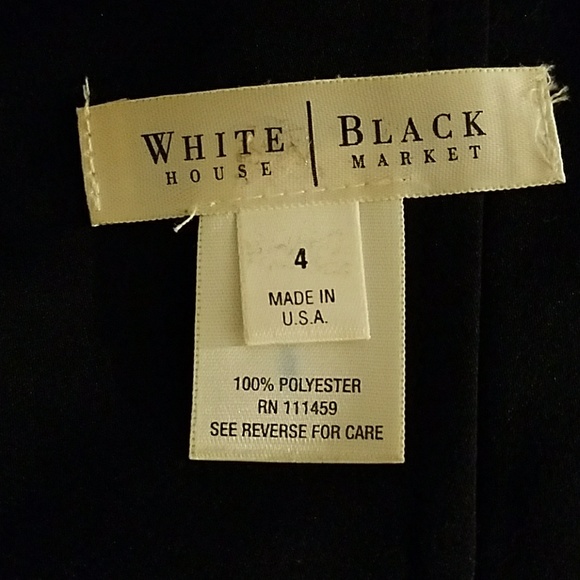 WHITE | BLACK
HOUSE MARKET
4
MADE IN
U.S.A.
100% POLYESTER
RN 111459
SEE REVERSE FOR CARE